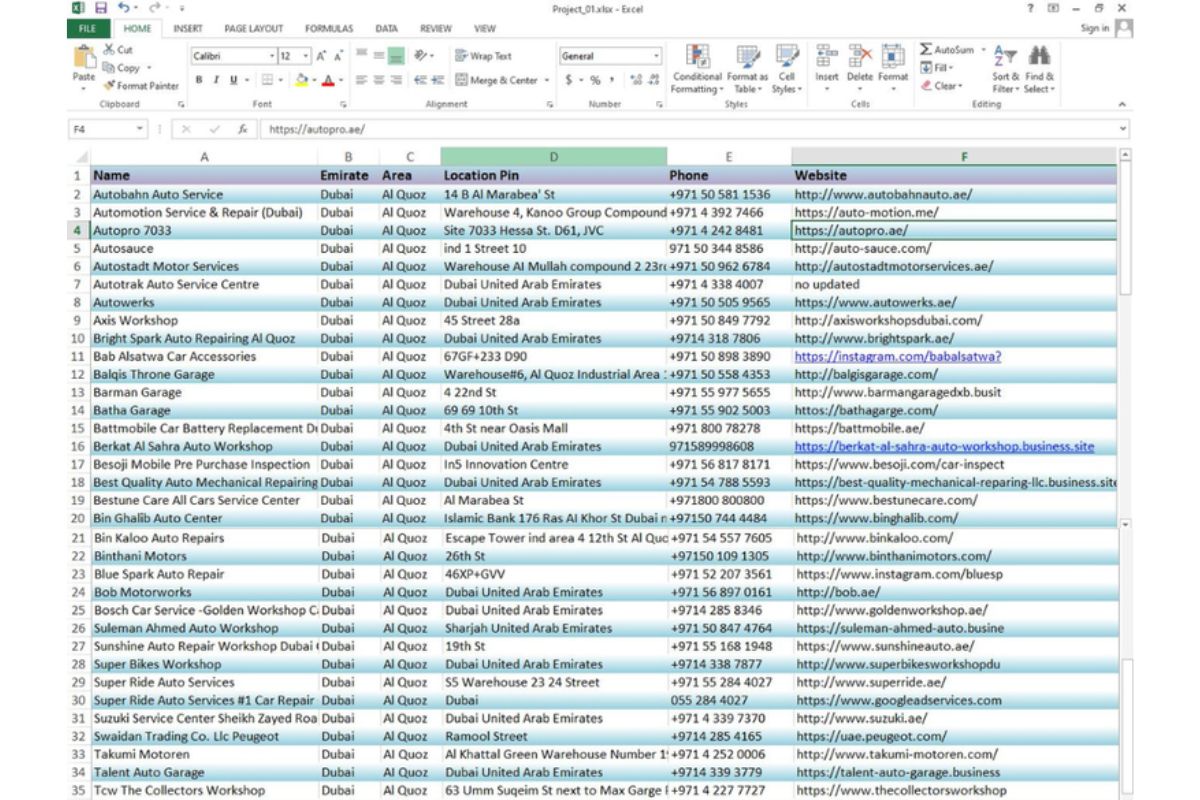 Project_01.xlsx - Excel
FILE HOME INSERT PAGE LAYOUT FORMULAS DATA REVIEW VIEW Sign in
Cut
Copy
Format Painter
Paste
Clipboard
Calibri 12
B I U
Font
Wrap Text
Merge & Center
Alignment
General
$ % ,
Number
Conditional Formatting
Format as Table
Cell Styles
Styles
Insert Delete Format
Cells
AutoSum
Fill
Clear
Sort & Filter
Find & Select
Editing
F4 fx https://autopro.ae/
A B C D E F
1 Name Emirate Area Location Pin Phone Website
2 Autobahn Auto Service Dubai Al Quoz 14 B Al Marabea' St +971 50 581 1536 http://www.autobahnauto.ae/
3 Automotion Service & Repair (Dubai) Dubai Al Quoz Warehouse 4, Kanoo Group Compound +971 4 392 7466 https://auto-motion.me/
4 Autopro 7033 Dubai Al Quoz Site 7033 Hessa St. D61, JVC +971 4 242 8481 https://autopro.ae/
5 Autosauce Dubai Al Quoz ind 1 Street 10 971 50 344 8586 http://auto-sauce.com/
6 Autostadt Motor Services Dubai Al Quoz Warehouse Al Mullah compound 2 23r +971 50 962 6784 http://autostadtmotorservices.ae/
7 Autotrak Auto Service Centre Dubai Al Quoz Dubai United Arab Emirates +971 4 338 4007 no updated
8 Autowerks Dubai Al Quoz Dubai United Arab Emirates +971 50 505 9565 https://www.autowerks.ae/
9 Axis Workshop Dubai Al Quoz 45 Street 28a +971 50 849 7792 http://axisworkshopsdubai.com/
10 Bright Spark Auto Repairing Al Quoz Dubai Al Quoz Dubai United Arab Emirates +9714 318 7806 http://www.brightspark.ae/
11 Bab Alsatwa Car Accessories Dubai Al Quoz 67GF+233 D90 +971 50 898 3890 https://instagram.com/babalsatwa?
12 Balqis Throne Garage Dubai Al Quoz Warehouse#6, Al Quoz Industrial Area +971 50 558 4353 http://balgisgarage.com/
13 Barman Garage Dubai Al Quoz 4 22nd St +971 55 977 5655 http://www.barmangaragedxb.busit
14 Batha Garage Dubai Al Quoz 69 69 10th St +971 55 902 5003 httos://bathagarge.com/
15 Battmobile Car Battery Replacement D Dubai Al Quoz 4th St near Oasis Mall +971 800 78278 https://battmobile.ae/
16 Berkat Al Sahra Auto Workshop Dubai Al Quoz Dubai United Arab Emirates 971589998608 https://berkat-al-sahra-auto-workshop.business.site
17 Besoji Mobile Pre Purchase Inspection Dubai Al Quoz In5 Innovation Centre +971 56 817 8171 https://www.besoji.com/car-inspect
18 Best Quality Auto Mechanical Repairing Dubai Al Quoz Dubai United Arab Emirates +971 54 788 5593 https://best-quality-mechanical-reparing-llc.business.site
19 Bestune Care All Cars Service Center Dubai Al Quoz Al Marabea St +971800 800800 https://www.bestunecare.com/
20 Bin Ghalib Auto Center Dubai Al Quoz Islamic Bank 176 Ras Al Khor St Dubai +97150 744 4484 http://www.binghalib.com/
21 Bin Kaloo Auto Repairs Dubai Al Quoz Escape Tower ind area 4 12th St Al Quo +971 54 557 7605 http://www.binkaloo.com/
22 Binthani Motors Dubai Al Quoz 26th St +97150 109 1305 http://www.binthanimotors.com/
23 Blue Spark Auto Repair Dubai Al Quoz 46XP+GVV +971 52 207 3561 http://www.instagram.com/bluesp
24 Bob Motorworks Dubai Al Quoz Dubai United Arab Emirates +971 56 897 0161 http://bob.ae/
25 Bosch Car Service -Golden Workshop C Dubai Al Quoz Dubai United Arab Emirates +9714 285 8346 http://www.goldenworkshop.ae/
26 Suleman Ahmed Auto Workshop Dubai Al Quoz Sharjah United Arab Emirates +971 50 847 4764 https://suleman-ahmed-auto.busine
27 Sunshine Auto Repair Workshop Dubai Dubai Al Quoz 19th St +971 55 168 1948 http://www.sunshineauto.ae/
28 Super Bikes Workshop Dubai Al Quoz Dubai United Arab Emirates +9714 338 7877 http://www.superbikesworkshopdu
29 Super Ride Auto Services Dubai Al Quoz S5 Warehouse 23 24 Street +971 55 284 4027 http://www.superride.ae/
30 Super Ride Auto Services #1 Car Repair Dubai Al Quoz Dubai 055 284 4027 https://www.googleadservices.com
31 Suzuki Service Center Sheikh Zayed Roa Dubai Al Quoz Dubai United Arab Emirates +971 4 339 7370 http://www.suzuki.ae/
32 Swaidan Trading Co. Llc Peugeot Dubai Al Quoz Ramool Street +9714 285 4165 https://uae.peugeot.com/
33 Takumi Motoren Dubai Al Quoz Al Khattal Green Warehouse Number +971 4 252 0006 http://www.takumi-motoren.com/
34 Talent Auto Garage Dubai Al Quoz Dubai United Arab Emirates +9714 339 3779 https://talent-auto-garage.business
35 Tcw The Collectors Workshop Dubai Al Quoz 63 Umm Suqeim St next to Max Garge +971 4 227 7727 https://www.thecollectorsworkshop